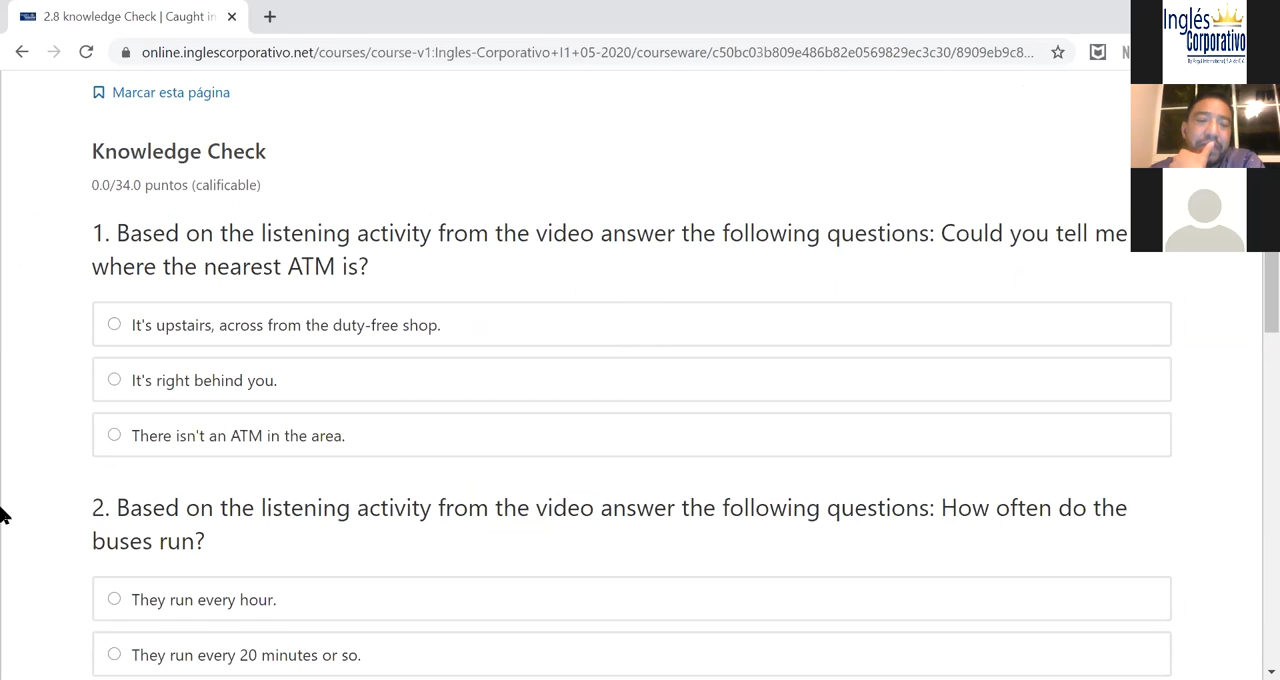 2.8 knowledge Check | Caught in
online.inglescorporativo.net/courses/course-v1:Ingles-Corporativo+I1+05-2020/courseware/c50bc03b809e486b82e0569829ec3c30/8909eb9c8...
N
Inglés
Corporativo
Marcar esta página
Knowledge Check
0.0/34.0 puntos (calificable)
1. Based on the listening activity from the video answer the following questions: Could you tell me
where the nearest ATM is?
It's upstairs, across from the duty-free shop.
It's right behind you.
There isn't an ATM in the area.
2. Based on the listening activity from the video answer the following questions: How often do the
buses run?
They run every hour.
They run every 20 minutes or so.